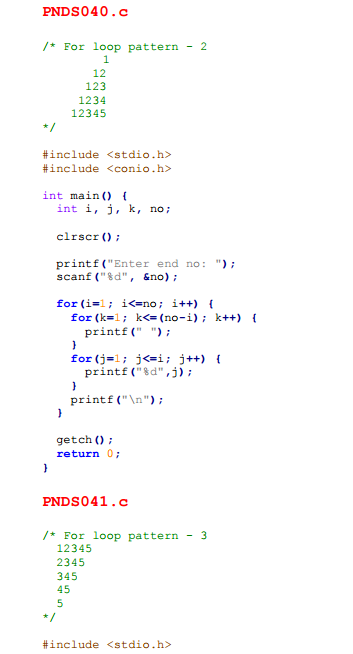 PNDS040.c
/* For loop pattern - 2
        1
       12
      123
     1234
    12345
*/
#include <stdio.h>
#include <conio.h>
int main() {
  int i, j, k, no;
  clrscr();
  printf("Enter end no: ");
  scanf("%d", &no);
  for(i=1; i<=no; i++) {
    for(k=1; k<=(no-i); k++) {
      printf(" ");
    }
    for(j=1; j<=i; j++) {
      printf("%d",j);
    }
    printf("\n");
  }
  getch();
  return 0;
}
PNDS041.c
/* For loop pattern - 3
  12345
  2345
  345
  45
  5
*/
#include <stdio.h>